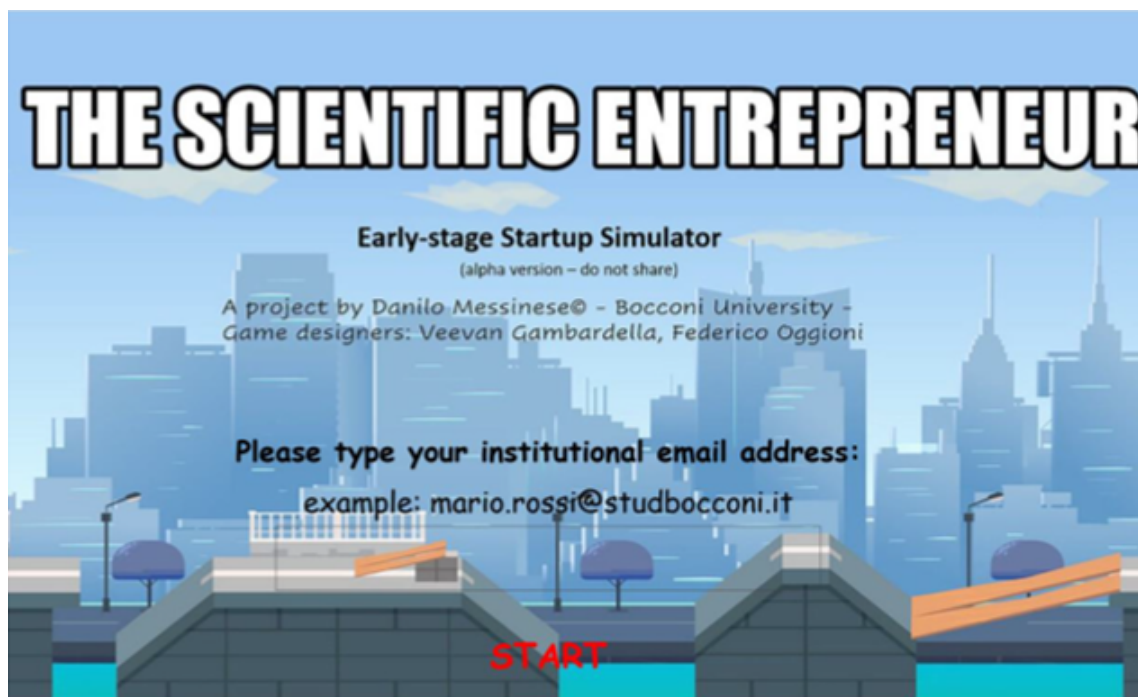 THE SCIENTIFIC ENTREPRENEUR
Early-stage Startup Simulator
(alpha version – do not share)
A project by Danilo Messinese© - Bocconi University -
Game designers: Veevan Gambardella, Federico Oggioni
Please type your institutional email address:
example: mario.rossi@studbocconi.it
START